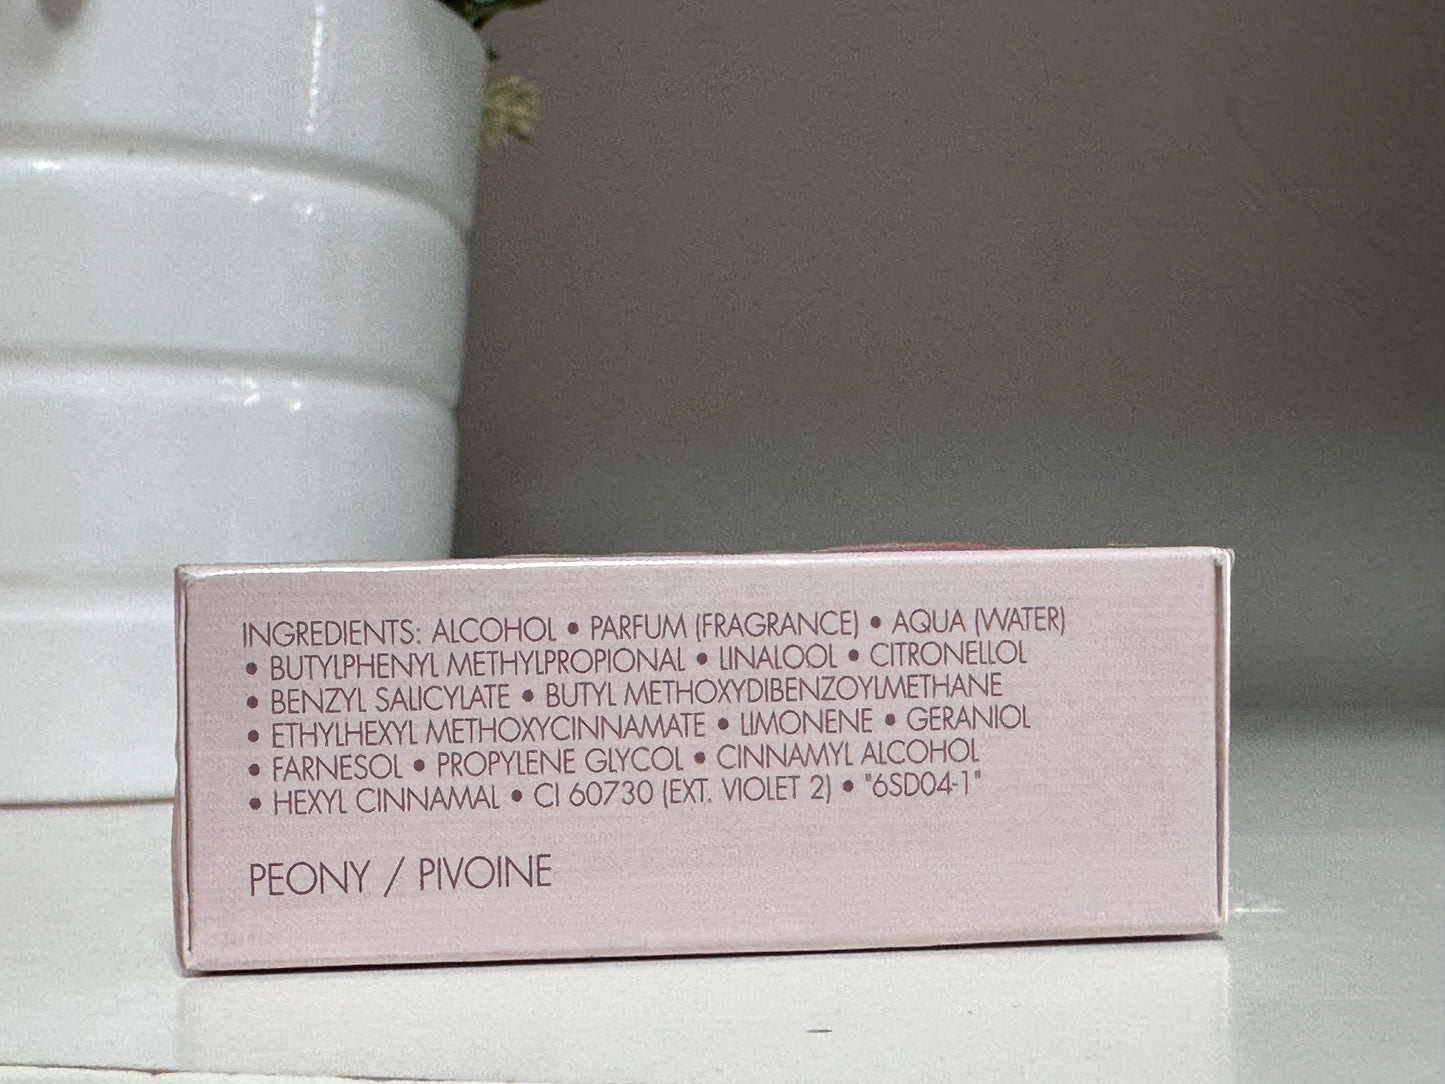 INGREDIENTS: ALCOHOL • PARFUM (FRAGRANCE) • AQUA (WATER)
• BUTYLPHENYL METHYLPROPIONAL • LINALOOL • CITRONELLOL
• BENZYL SALICYLATE • BUTYL METHOXYDIBENZOYLMETHANE
• ETHYLHEXYL METHOXYCINNAMATE • LIMONENE • GERANIOL
• FARNESOL • PROPYLENE GLYCOL • CINNAMYL ALCOHOL
• HEXYL CINNAMAL • CI 60730 (EXT. VIOLET 2) • "6SD04-1"
PEONY / PIVOINE